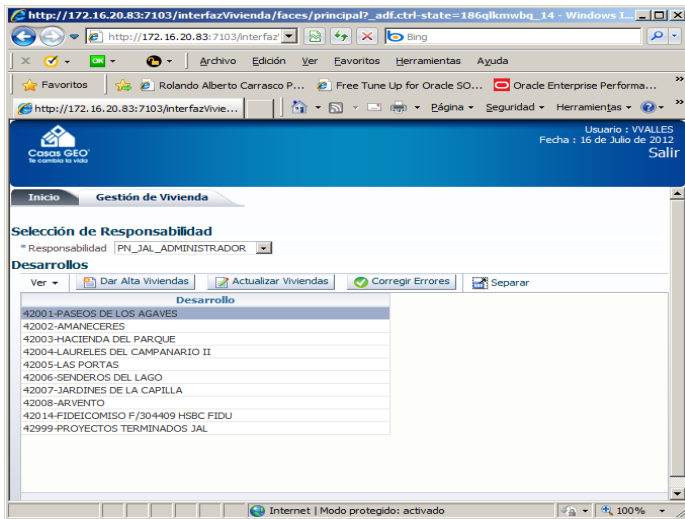 http://172.16.20.83:7103/interfazVivienda/faces/principal?_adf.ctrl-state=186qlkmwbq_14 - Windows I...
http://172.16.20.83:7103/interfaz Bing
OK Archivo Edición Ver Favoritos Herramientas Ayuda
Favoritos Rolando Alberto Carrasco P... Free Tune Up for Oracle SO... Oracle Enterprise Performa... »
http://172.16.20.83:7103/interfazVivie... Página Seguridad Herramientas »
Casas GEO
Te cambia la vida
Usuario : VVALLES
Fecha : 16 de Julio de 2012
Salir
Inicio Gestión de Vivienda
Selección de Responsabilidad
* Responsabilidad PN_JAL_ADMINISTRADOR
Desarrollos
Ver Dar Alta Viviendas Actualizar Viviendas Corregir Errores Separar
Desarrollo
42001-PASEOS DE LOS AGAVES
42002-AMANECERES
42003-HACIENDA DEL PARQUE
42004-LAURELES DEL CAMPANARIO II
42005-LAS PORTAS
42006-SENDEROS DEL LAGO
42007-JARDINES DE LA CAPILLA
42008-ARVENTO
42014-FIDEICOMISO F/304409 HSBC FIDU
42999-PROYECTOS TERMINADOS JAL
Internet | Modo protegido: activado 100%